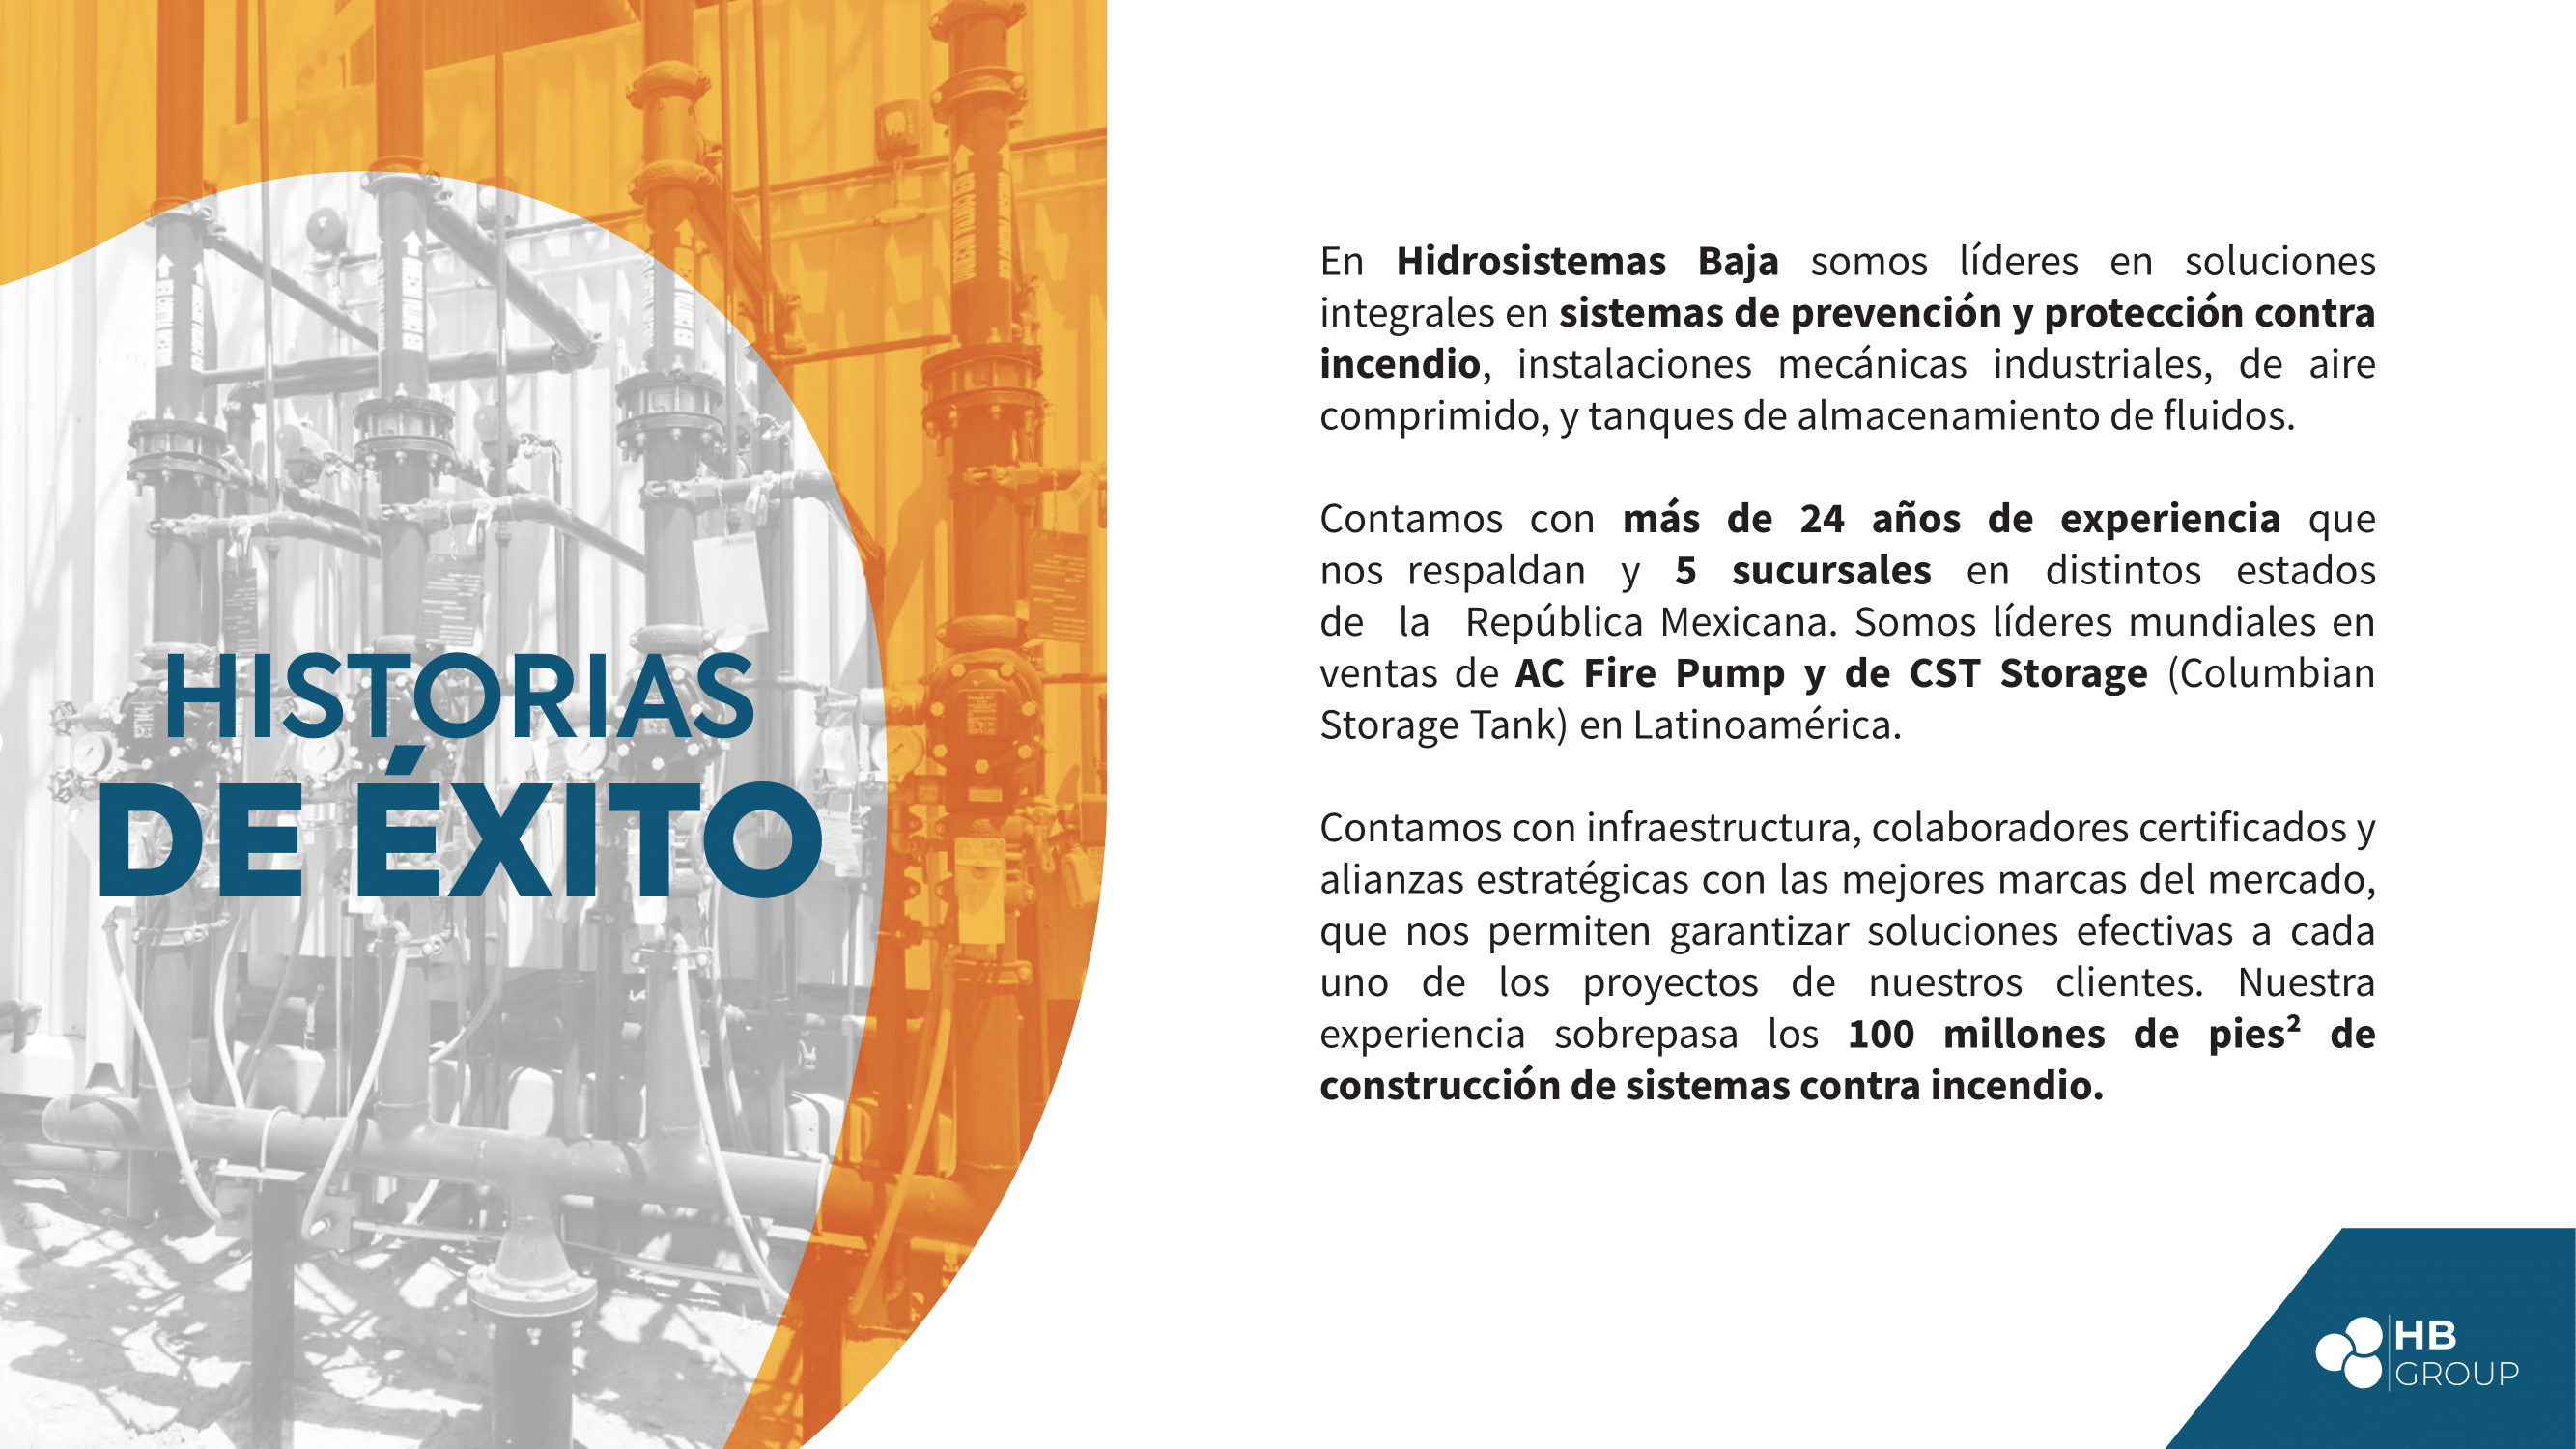 HISTORIAS
DE ÉXITO
En Hidrosistemas Baja somos líderes en soluciones
integrales en sistemas de prevención y protección contra
incendio, instalaciones mecánicas industriales, de aire
comprimido, y tanques de almacenamiento de fluidos.
Contamos con más de 24 años de experiencia que
nos respaldan y 5 sucursales en distintos estados
de la República Mexicana. Somos líderes mundiales en
ventas de AC Fire Pump y de CST Storage (Columbian
Storage Tank) en Latinoamérica.
Contamos con infraestructura, colaboradores certificados y
alianzas estratégicas con las mejores marcas del mercado,
que nos permiten garantizar soluciones efectivas a cada
uno de los proyectos de nuestros clientes. Nuestra
experiencia sobrepasa los 100 millones de pies² de
construcción de sistemas contra incendio.
HB
GROUP